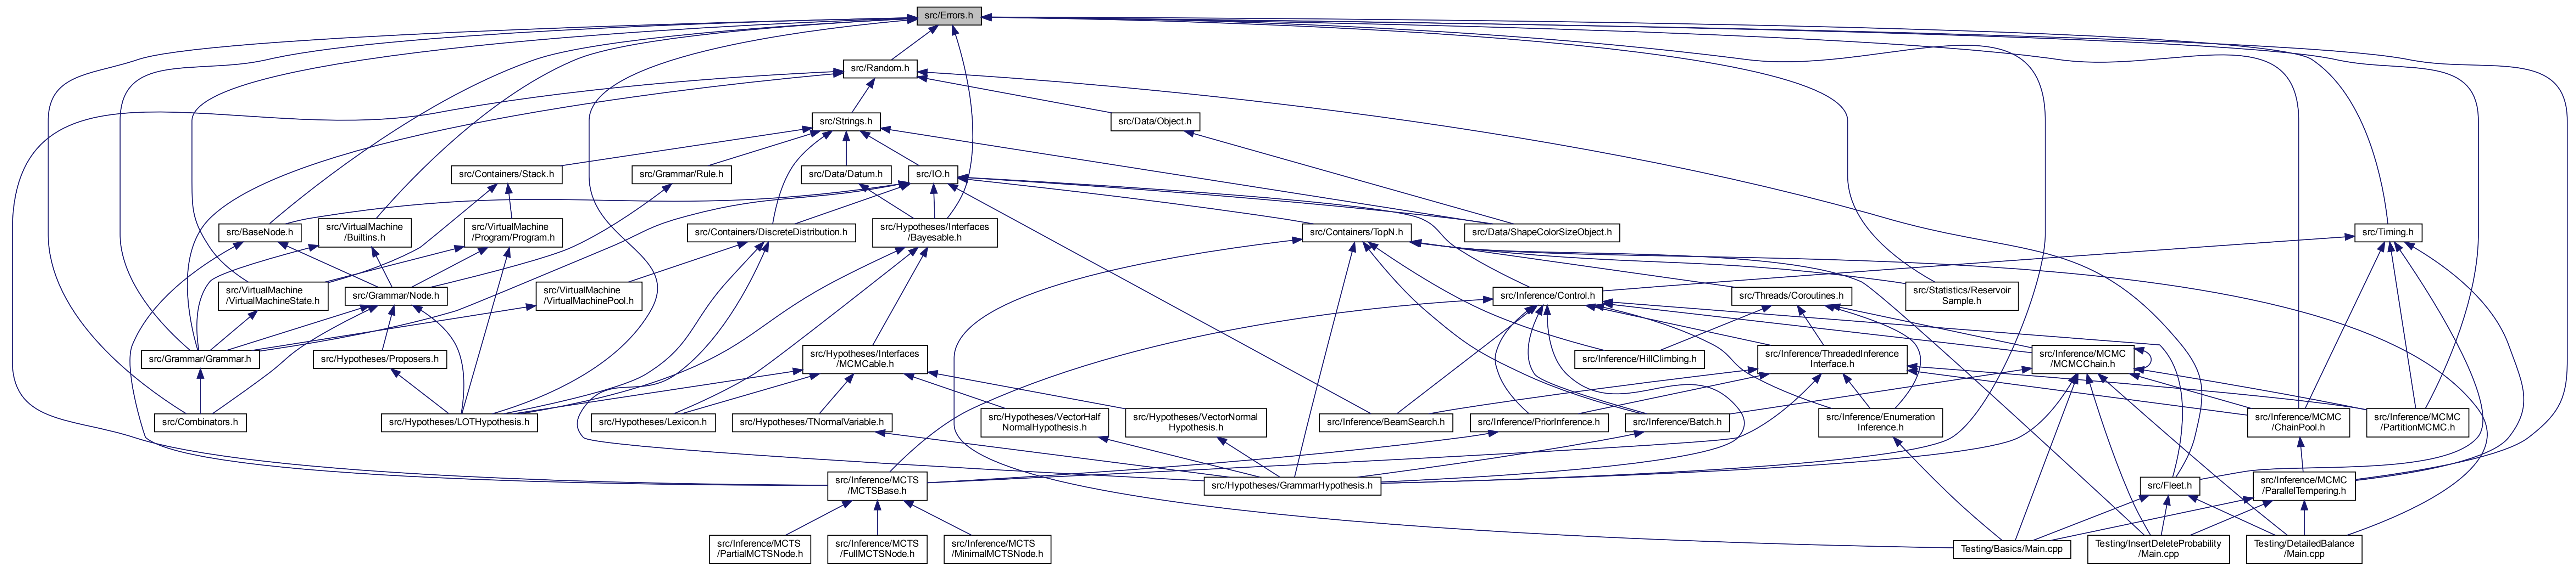 src/Errors.h
src/Random.h
src/Strings.h
src/Data/Object.h
src/Containers/Stack.h
src/Grammar/Rule.h
src/Data/Datum.h
src/IO.h
src/BaseNode.h
src/VirtualMachine
/Builtins.h
src/VirtualMachine
/Program/Program.h
src/Containers/DiscreteDistribution.h
src/Hypotheses/Interfaces
/Bayesable.h
src/Containers/TopN.h
src/Data/ShapeColorSizeObject.h
src/Timing.h
src/VirtualMachine
/VirtualMachineState.h
src/Grammar/Node.h
src/VirtualMachine
/VirtualMachinePool.h
src/Inference/Control.h
src/Threads/Coroutines.h
src/Statistics/Reservoir
Sample.h
src/Grammar/Grammar.h
src/Hypotheses/Proposers.h
src/Hypotheses/Interfaces
/MCMCable.h
src/Inference/HillClimbing.h
src/Inference/ThreadedInference
Interface.h
src/Inference/MCMC
/MCMCChain.h
src/Combinators.h
src/Hypotheses/LOTHypothesis.h
src/Hypotheses/Lexicon.h
src/Hypotheses/TNormalVariable.h
src/Hypotheses/VectorHalf
NormalHypothesis.h
src/Hypotheses/VectorNormal
Hypothesis.h
src/Inference/BeamSearch.h
src/Inference/PriorInference.h
src/Inference/Batch.h
src/Inference/Enumeration
Inference.h
src/Inference/MCMC
/ChainPool.h
src/Inference/MCMC
/PartitionMCMC.h
src/Inference/MCTS
/MCTSBase.h
src/Hypotheses/GrammarHypothesis.h
src/Fleet.h
src/Inference/MCMC
/ParallelTempering.h
src/Inference/MCTS
/PartialMCTSNode.h
src/Inference/MCTS
/FullMCTSNode.h
src/Inference/MCTS
/MinimalMCTSNode.h
Testing/Basics/Main.cpp
Testing/InsertDeleteProbability
/Main.cpp
Testing/DetailedBalance
/Main.cpp